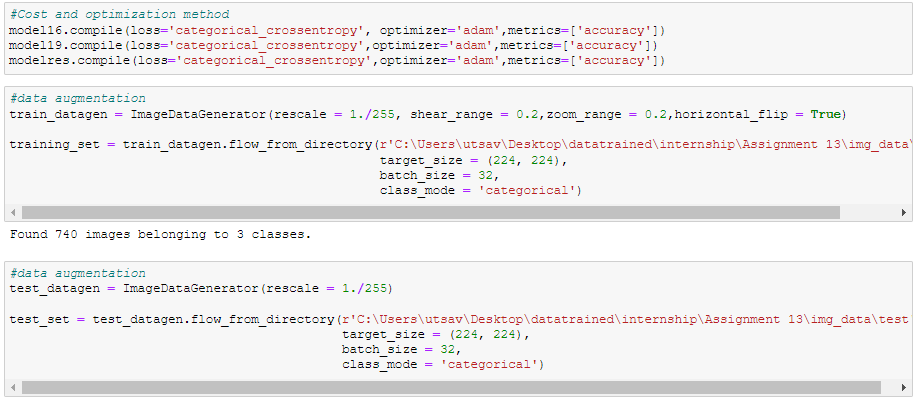 #Cost and optimization method
model16.compile(loss='categorical_crossentropy', optimizer='adam',metrics=['accuracy'])
model19.compile(loss='categorical_crossentropy',optimizer='adam',metrics=['accuracy'])
modelres.compile(loss='categorical_crossentropy',optimizer='adam',metrics=['accuracy'])
#data augmentation
train_datagen = ImageDataGenerator(rescale = 1./255, shear_range = 0.2,zoom_range = 0.2,horizontal_flip = True)
training_set = train_datagen.flow_from_directory(r'C:\Users\utsav\Desktop\datatrained\internship\Assignment 13\img_data\
target_size = (224, 224),
batch_size = 32,
class_mode = 'categorical')
Found 740 images belonging to 3 classes.
#data augmentation
test_datagen = ImageDataGenerator(rescale = 1./255)
test_set = test_datagen.flow_from_directory(r'C:\Users\utsav\Desktop\datatrained\internship\Assignment 13\img_data\test
target_size = (224, 224),
batch_size = 32,
class_mode = 'categorical')